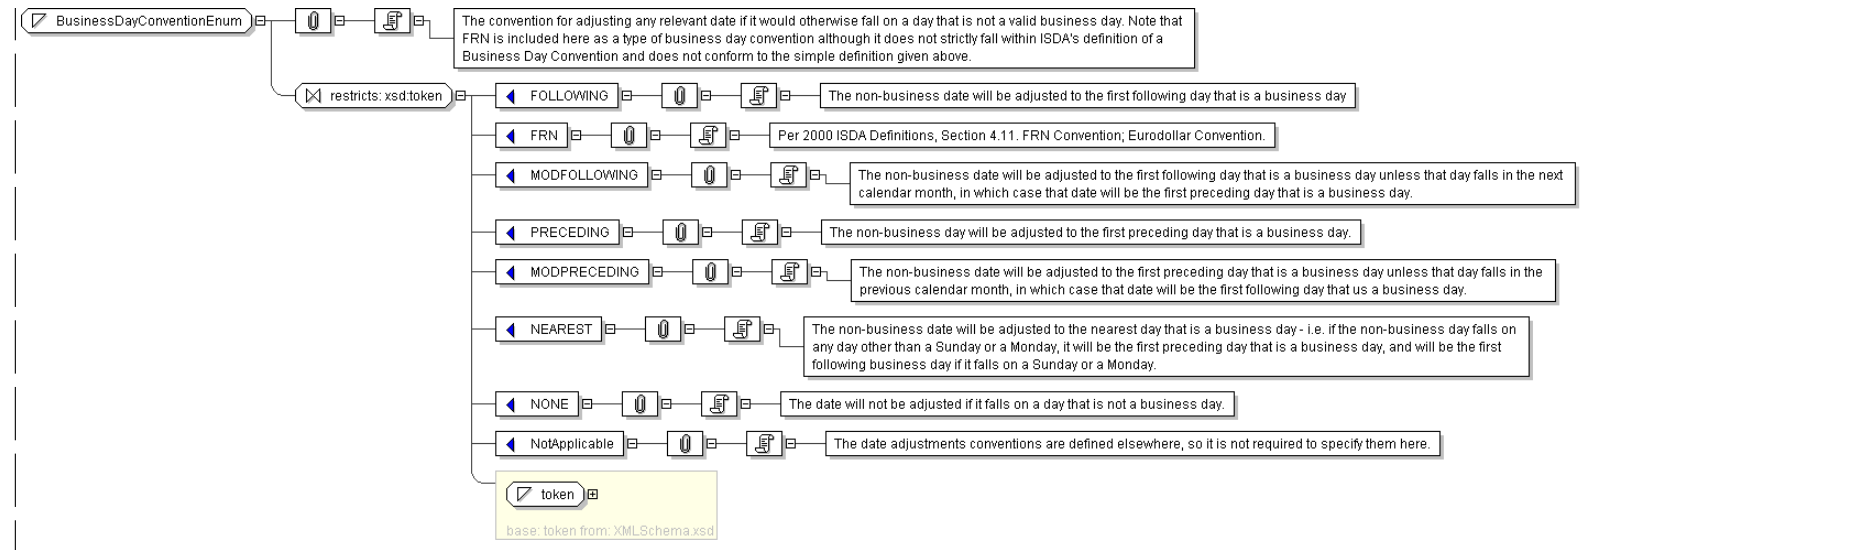 BusinessDayConventionEnum
The convention for adjusting any relevant date if it would otherwise fall on a day that is not a valid business day. Note that
FRN is included here as a type of business day convention although it does not strictly fall within ISDA's definition of a
Business Day Convention and does not conform to the simple definition given above.
restricts: xsd:token
FOLLOWING
The non-business date will be adjusted to the first following day that is a business day
FRN
Per 2000 ISDA Definitions, Section 4.11. FRN Convention; Eurodollar Convention.
MODFOLLOWING
The non-business date will be adjusted to the first following day that is a business day unless that day falls in the next
calendar month, in which case that date will be the first preceding day that is a business day.
PRECEDING
The non-business day will be adjusted to the first preceding day that is a business day.
MODPRECEDING
The non-business date will be adjusted to the first preceding day that is a business day unless that day falls in the
previous calendar month, in which case that date will be the first following day that us a business day.
NEAREST
The non-business date will be adjusted to the nearest day that is a business day - i.e. if the non-business day falls on
any day other than a Sunday or a Monday, it will be the first preceding day that is a business day, and will be the first
following business day if it falls on a Sunday or a Monday.
NONE
The date will not be adjusted if it falls on a day that is not a business day.
NotApplicable
The date adjustments conventions are defined elsewhere, so it is not required to specify them here.
token
base: token from: XMLSchema.xsd